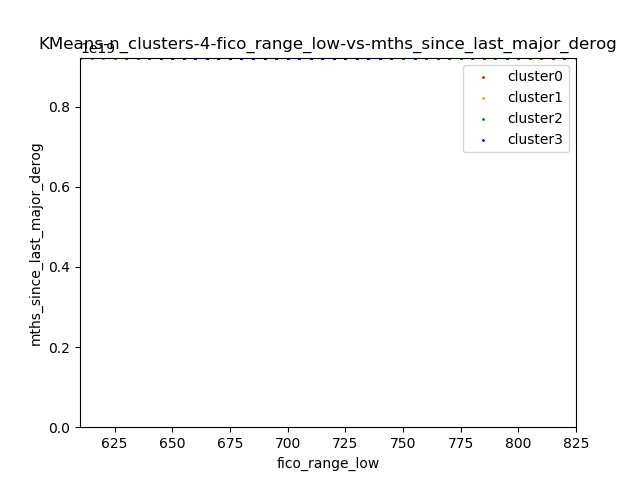 KMeans-n_clusters-4-fico_range_low-vs-mths_since_last_major_derog
1e19
cluster0
cluster1
cluster2
cluster3
0.8
0.6
0.4
0.2
0.0
mths_since_last_major_derog
625 650 675 700 725 750 775 800 825
fico_range_low